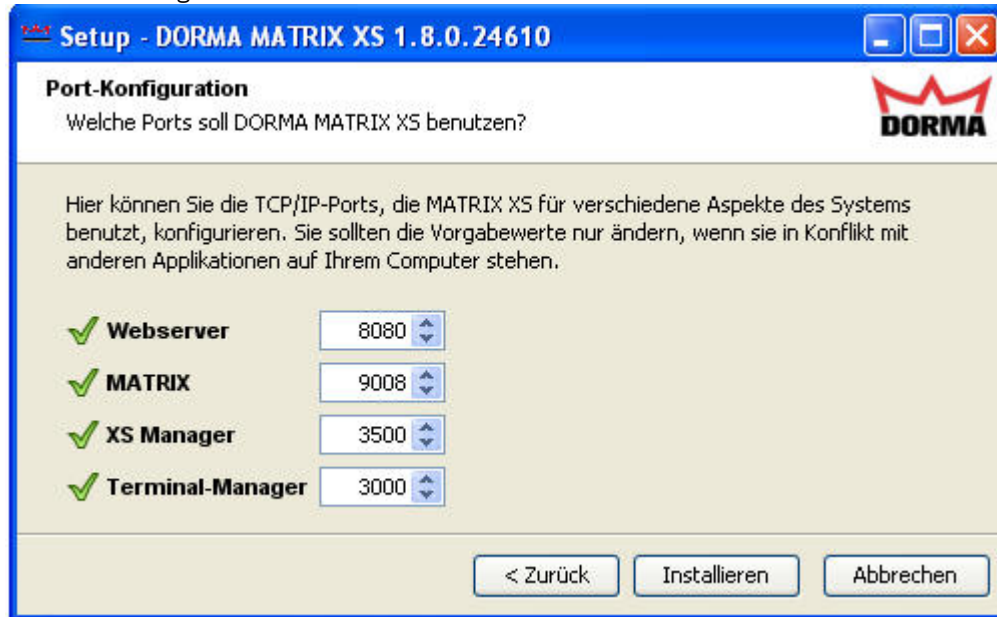 Setup - DORMA MATRIX XS 1.8.0.24610
Port-Konfiguration
Welche Ports soll DORMA MATRIX XS benutzen?
DORMA
Hier können Sie die TCP/IP-Ports, die MATRIX XS für verschiedene Aspekte des Systems
benutzt, konfigurieren. Sie sollten die Vorgabewerte nur ändern, wenn sie in Konflikt mit
anderen Applikationen auf Ihrem Computer stehen.
Webserver 8080
MATRIX 9008
XS Manager 3500
Terminal-Manager 3000
< Zurück Installieren Abbrechen